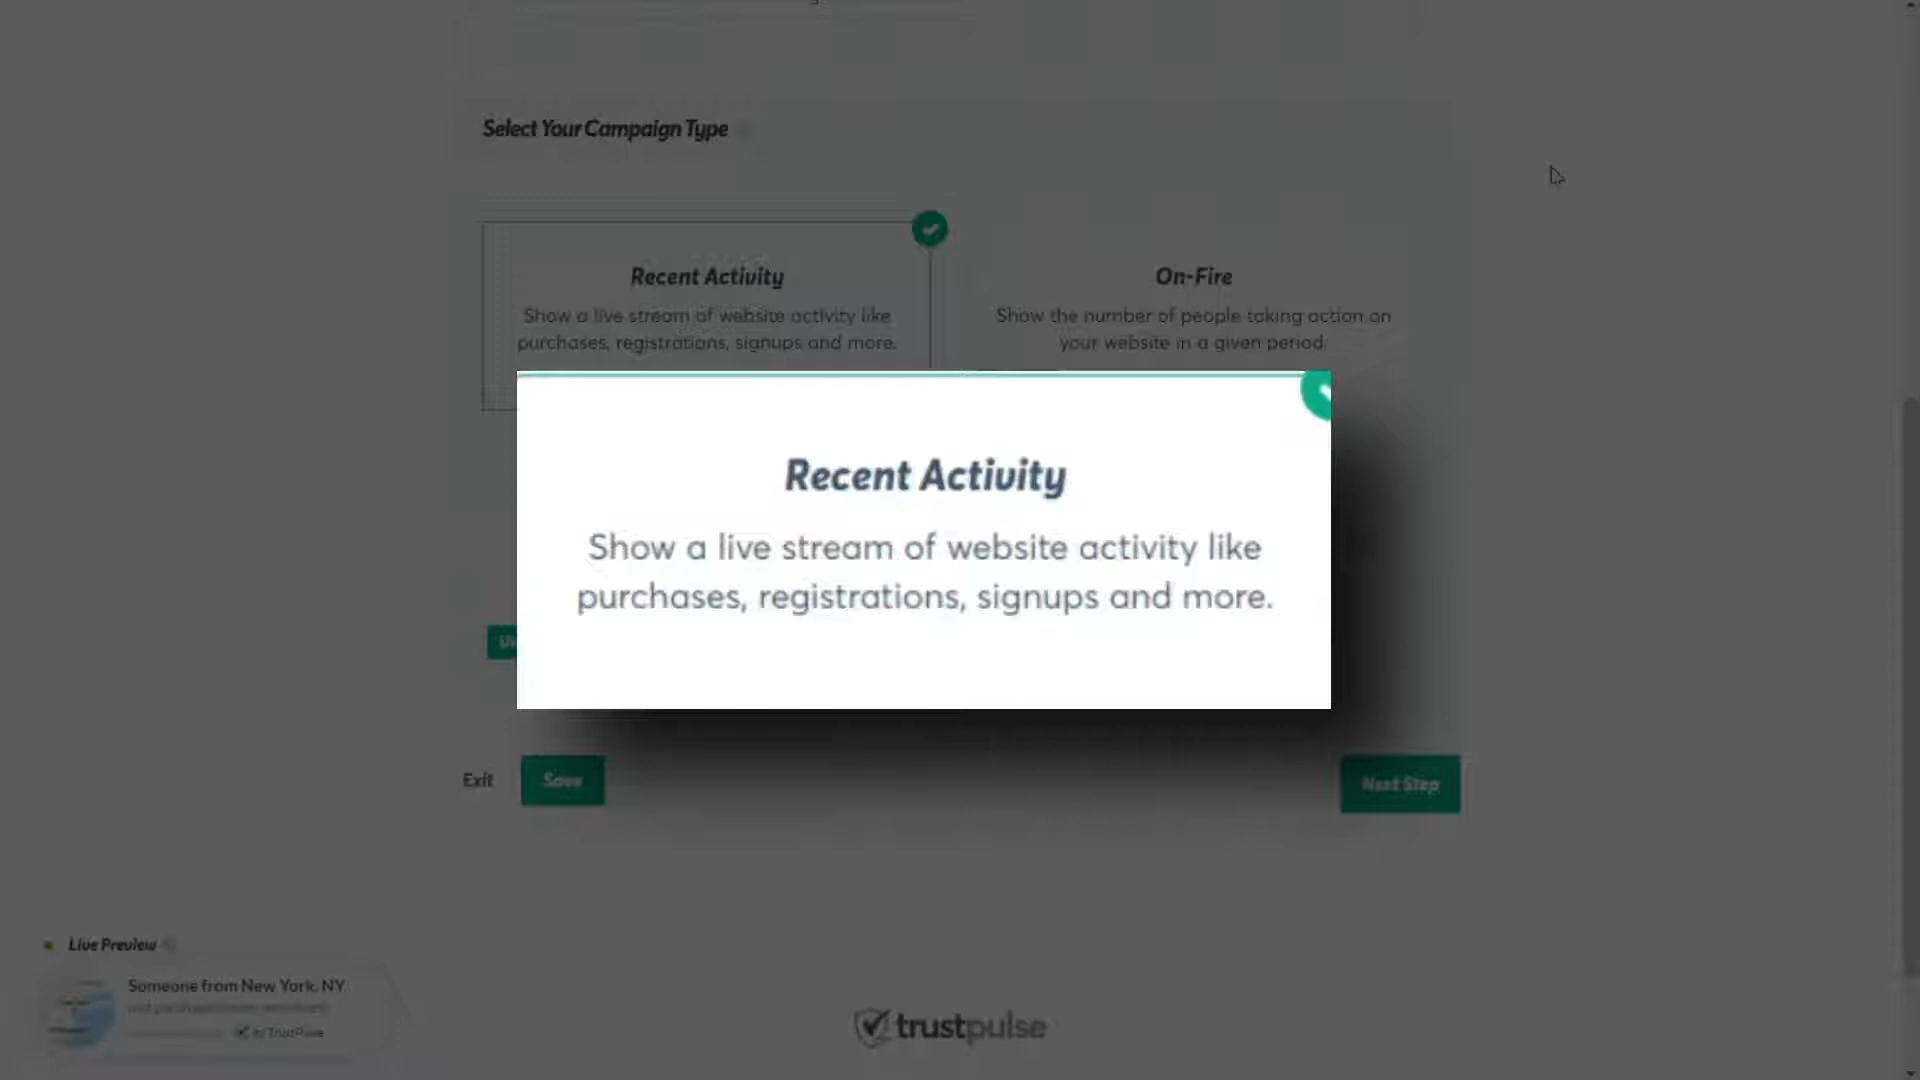 Select Your Campaign Type
Recent Activity
Show a live stream of website activity like
purchases, registrations, signups and more.
On-Fire
Show the number of people taking action on
your website in a given period.
Recent Activity
Show a live stream of website activity like
purchases, registrations, signups and more.
Exit
Save
Next Step
Live Preview
Someone from New York, NY
by TrustPulse
trustpulse